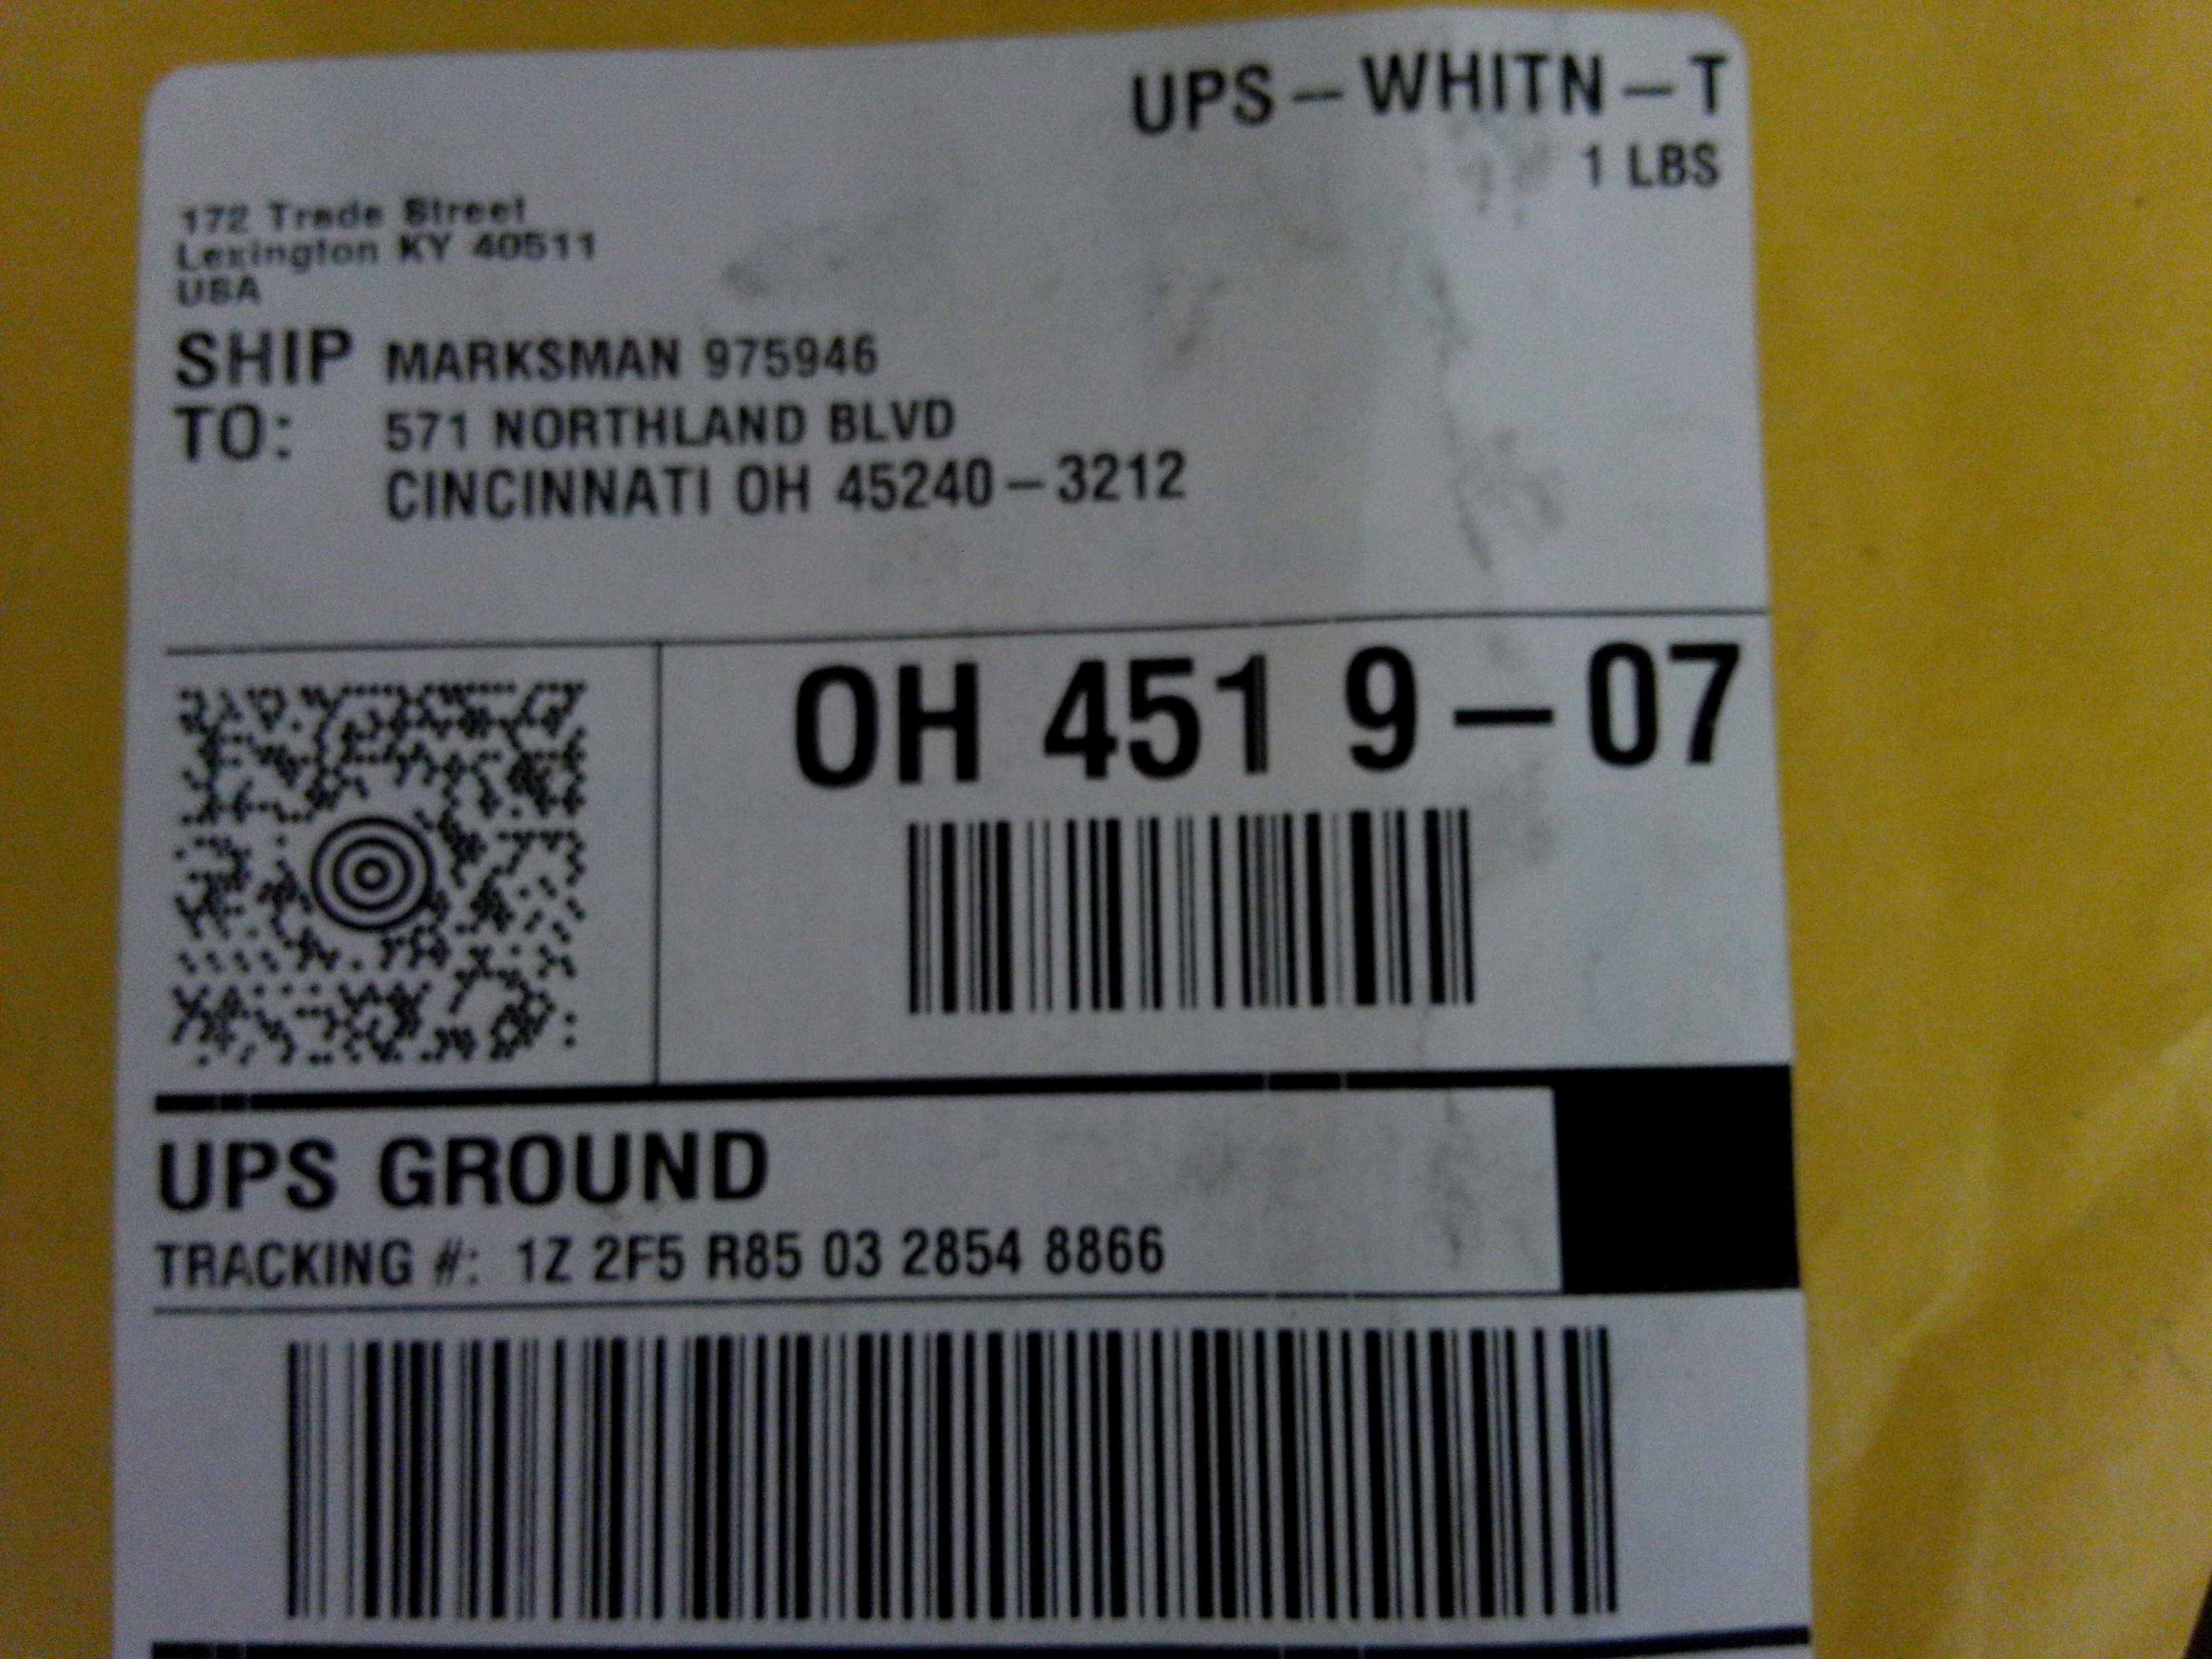 UPS-WHITN-T
1 LBS
172 Trade Street
Lexington KY 40511
USA
SHIP TO:
MARKSMAN 975946
571 NORTHLAND BLVD
CINCINNATI OH 45240-3212
OH 451 9-07
UPS GROUND
TRACKING #: 1Z 2F5 R85 03 2854 8866